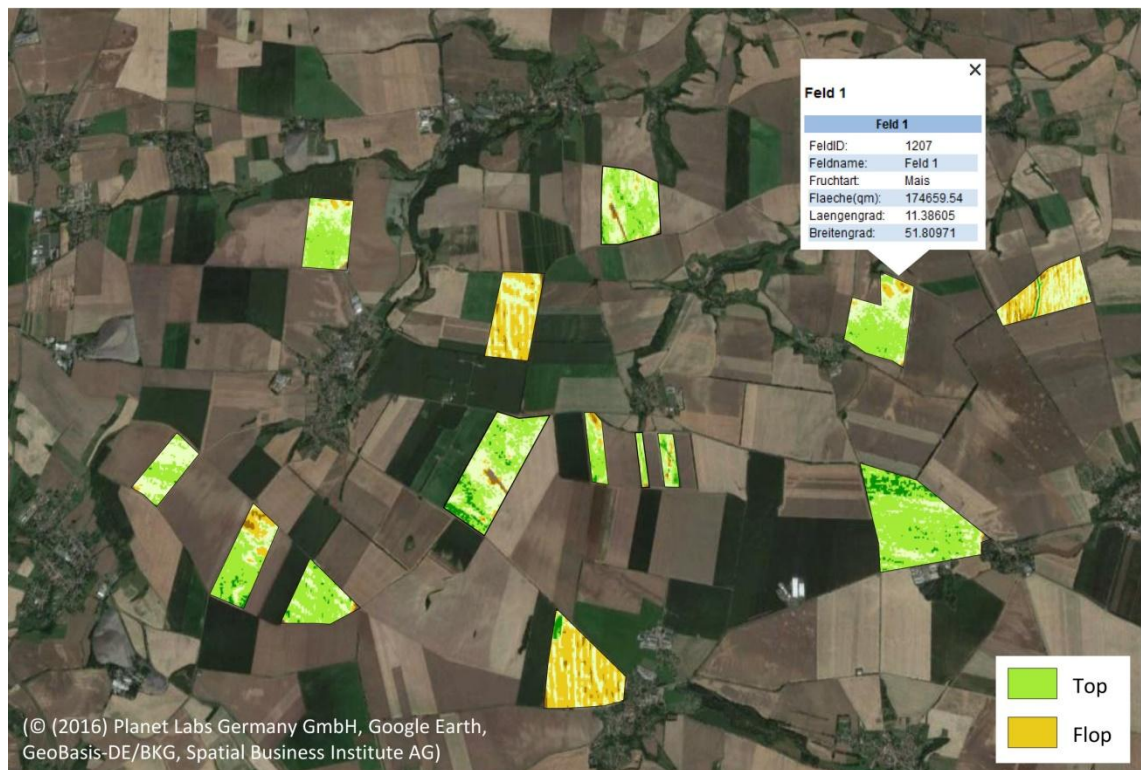 Feld 1
Feld 1
FeldID: 1207
Feldname: Feld 1
Fruchtart: Mais
Flaeche(qm): 174659.54
Laengengrad: 11.38605
Breitengrad: 51.80971
Top
Flop
(© (2016) Planet Labs Germany GmbH, Google Earth,
GeoBasis-DE/BKG, Spatial Business Institute AG)